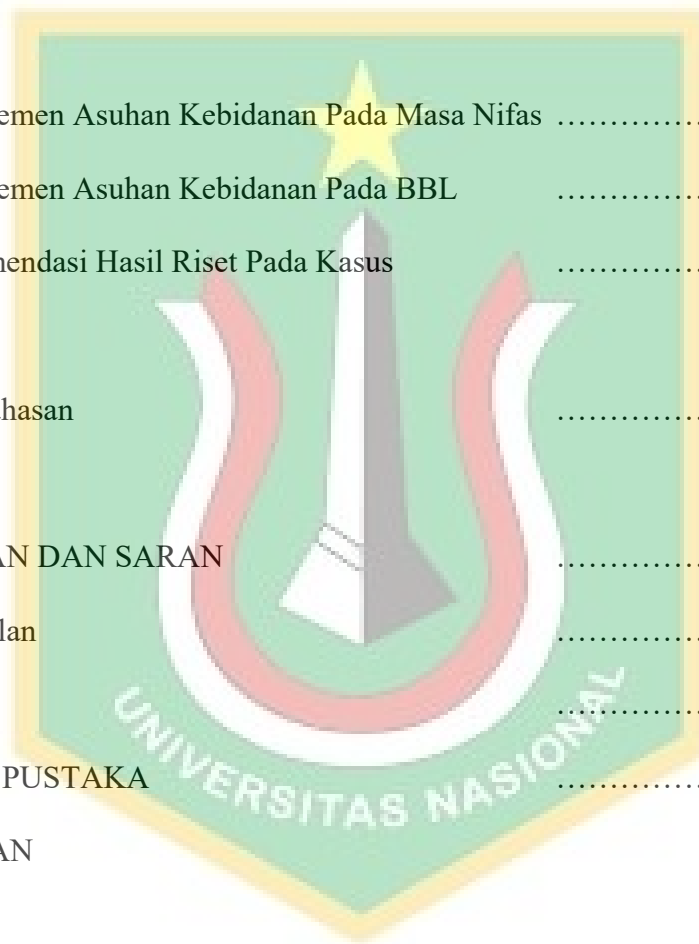 emen Asuhan Kebidanan Pada Masa Nifas ..............
emen Asuhan Kebidanan Pada BBL ..............
nendasi Hasil Riset Pada Kasus ..............
ahasan ..............
AN DAN SARAN ..............
lan ..............
..............
PUSTAKA ..............
AN
UNIVERSITAS NASIONAL